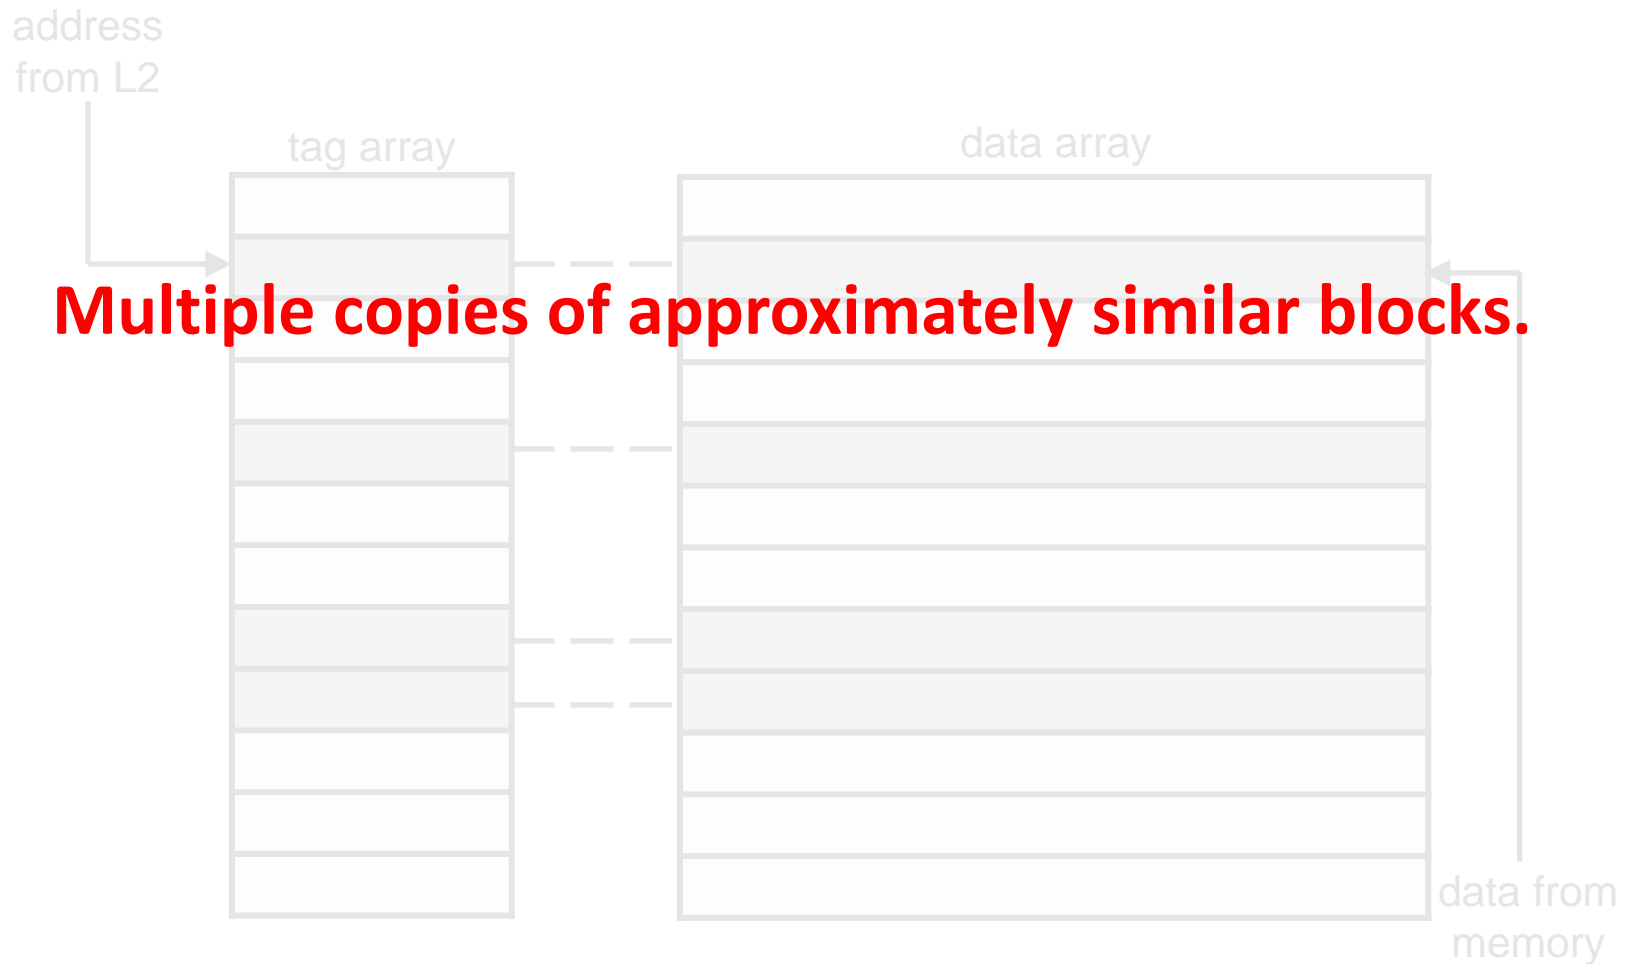 address
from L2
tag array
data array
Multiple copies of approximately similar blocks.
data from
memory